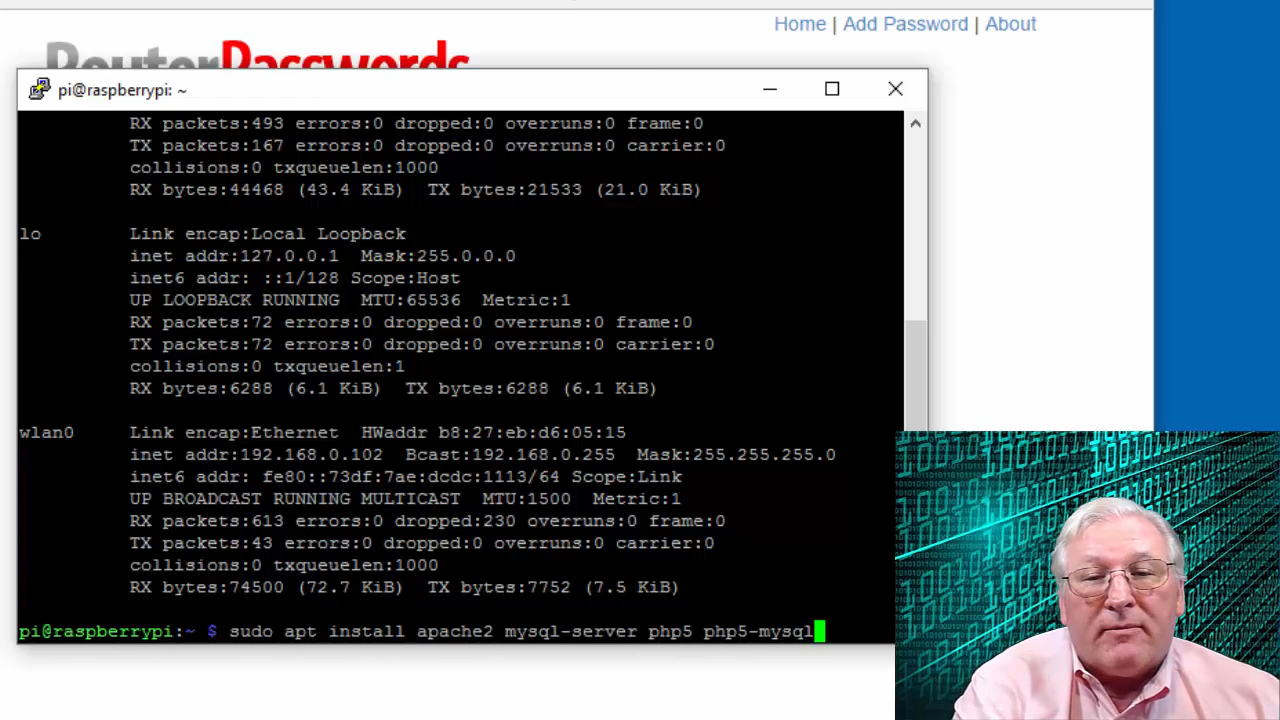 Home | Add Password | About
RouterPasswords
pi@raspberrypi: ~
RX packets:493 errors:0 dropped:0 overruns:0 frame:0
TX packets:167 errors:0 dropped:0 overruns:0 carrier:0
collisions:0 txqueuelen:1000
RX bytes:44468 (43.4 KiB)  TX bytes:21533 (21.0 KiB)
lo Link encap:Local Loopback
inet addr:127.0.0.1  Mask:255.0.0.0
inet6 addr: ::1/128 Scope:Host
UP LOOPBACK RUNNING  MTU:65536  Metric:1
RX packets:72 errors:0 dropped:0 overruns:0 frame:0
TX packets:72 errors:0 dropped:0 overruns:0 carrier:0
collisions:0 txqueuelen:1
RX bytes:6288 (6.1 KiB)  TX bytes:6288 (6.1 KiB)
wlan0 Link encap:Ethernet  HWaddr b8:27:eb:d6:05:15
inet addr:192.168.0.102  Bcast:192.168.0.255  Mask:255.255.255.0
inet6 addr: fe80::73df:7ae:dcdc:1113/64 Scope:Link
UP BROADCAST RUNNING MULTICAST  MTU:1500  Metric:1
RX packets:613 errors:0 dropped:230 overruns:0 frame:0
TX packets:43 errors:0 dropped:0 overruns:0 carrier:0
collisions:0 txqueuelen:1000
RX bytes:74500 (72.7 KiB)  TX bytes:7752 (7.5 KiB)
pi@raspberrypi:~ $ sudo apt install apache2 mysql-server php5 php5-mysql